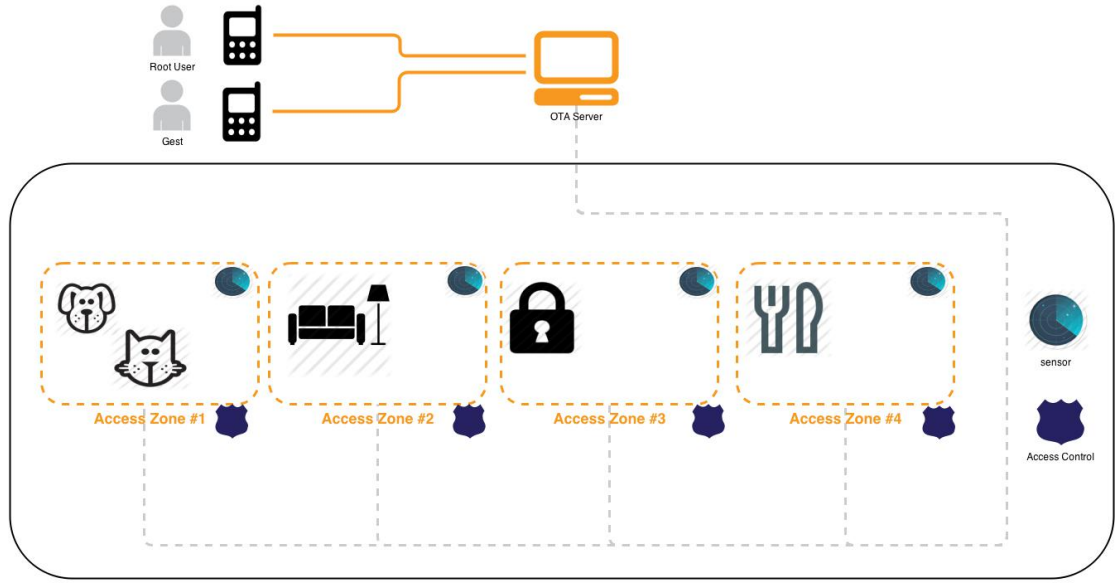 Root User
OTA Server
Gest
Access Zone #1
Access Zone #2
Access Zone #3
Access Zone #4
sensor
Access Control